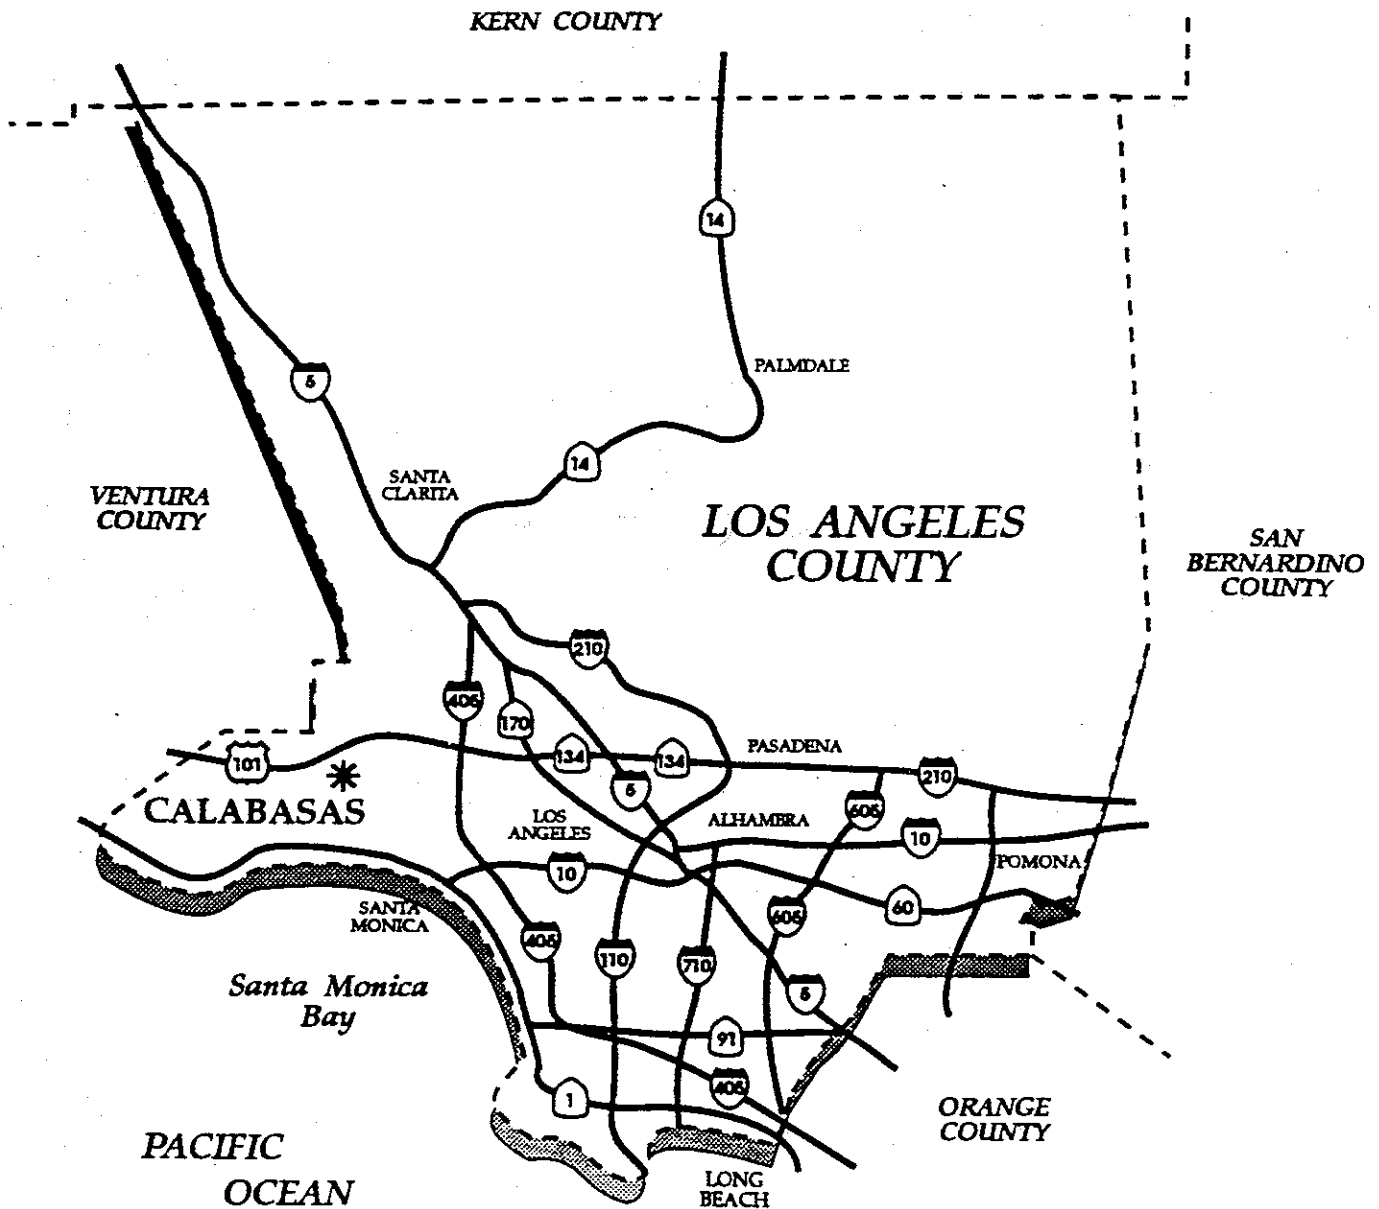 KERN COUNTY
14
PALMDALE
5
14
SANTA
CLARITA
VENTURA
COUNTY
LOS ANGELES
COUNTY
SAN
BERNARDINO
COUNTY
210
405
170
134
134
PASADENA
101
210
5
CALABASAS
605
LOS
ANGELES
ALHAMBRA
10
10
POMONA
60
SANTA
MONICA
605
405
110
710
Santa Monica
Bay
5
91
405
1
ORANGE
COUNTY
PACIFIC
OCEAN
LONG
BEACH